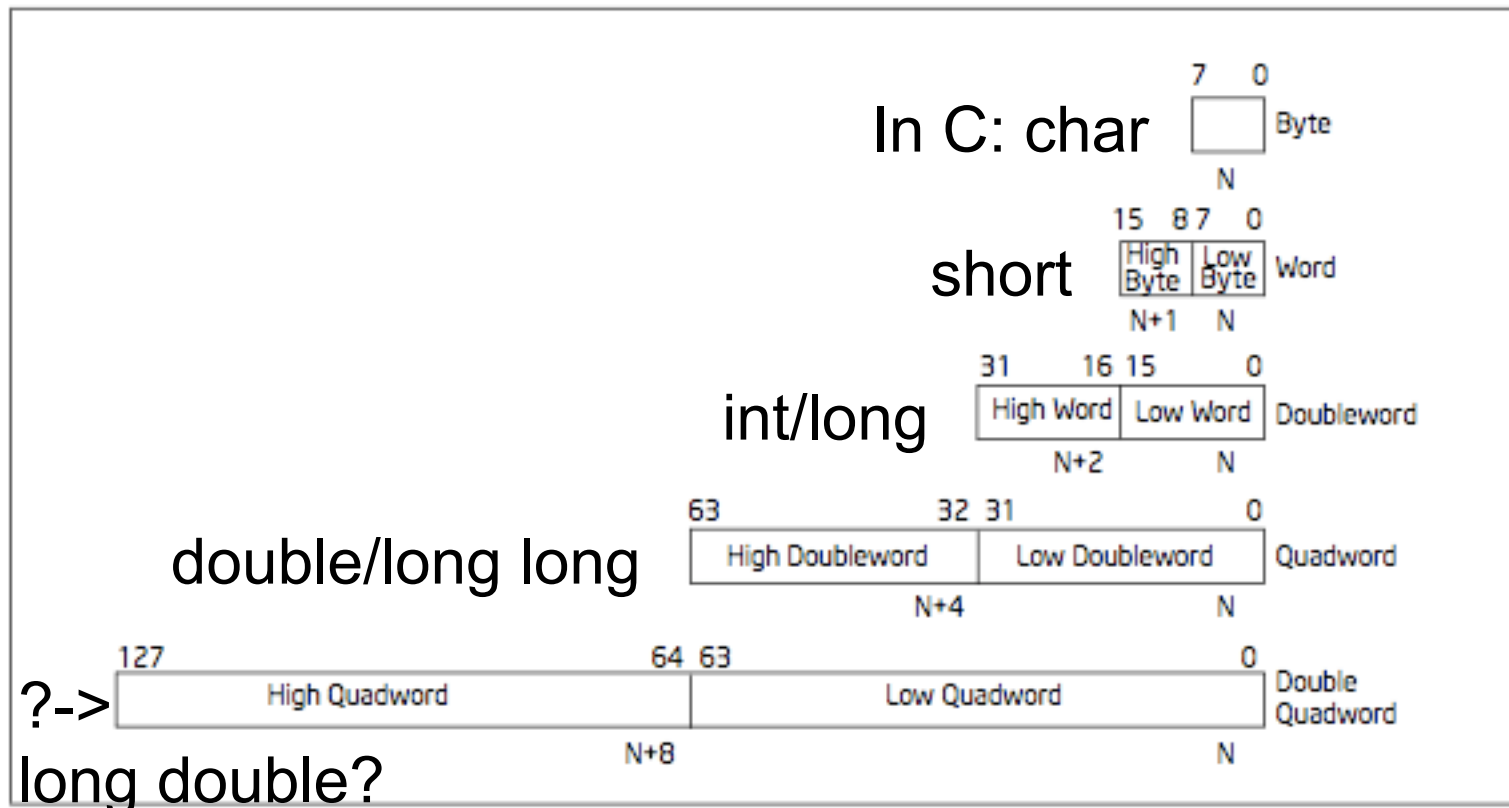 7 0
In C: char Byte
N
15 8 7 0
short High Byte Low Byte Word
N+1 N
31 16 15 0
int/long High Word Low Word Doubleword
N+2 N
63 32 31 0
double/long long High Doubleword Low Doubleword Quadword
N+4 N
127 64 63 0
?-> High Quadword Low Quadword Double Quadword
N+8 N
long double?